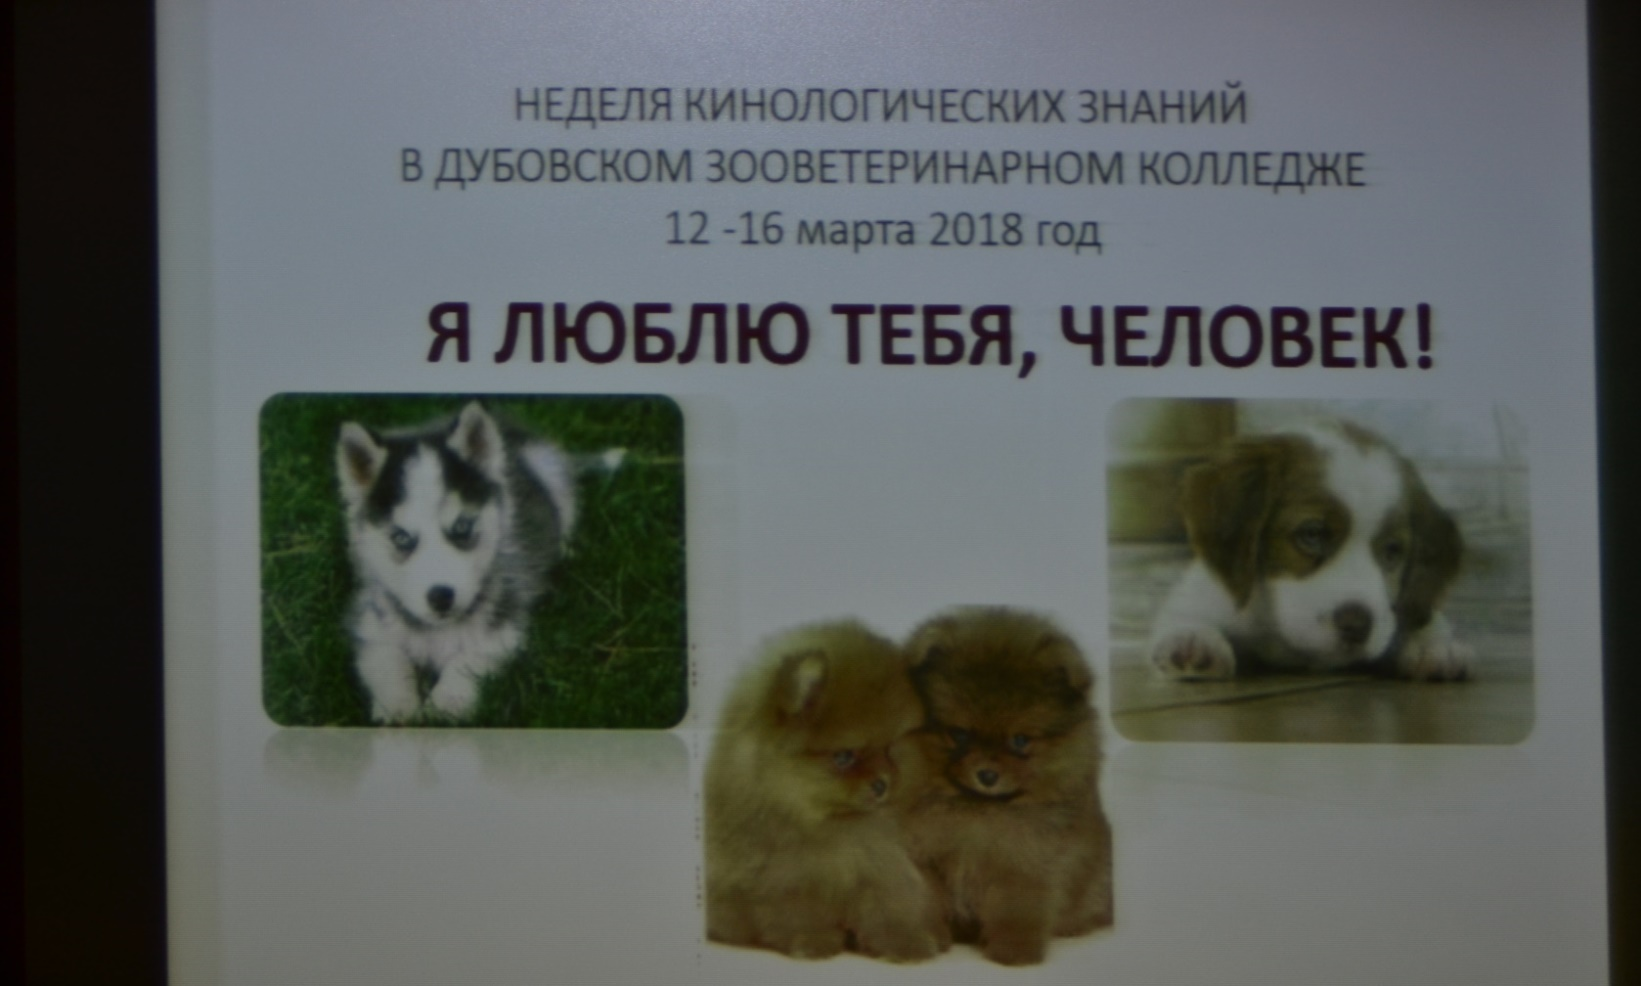 НЕДЕЛЯ КИНОЛОГИЧЕСКИХ ЗНАНИЙ
В ДУБОВСКОМ ЗООВЕТЕРИНАРНОМ КОЛЛЕДЖЕ
12 -16 марта 2018 год
Я ЛЮБЛЮ ТЕБЯ, ЧЕЛОВЕК!